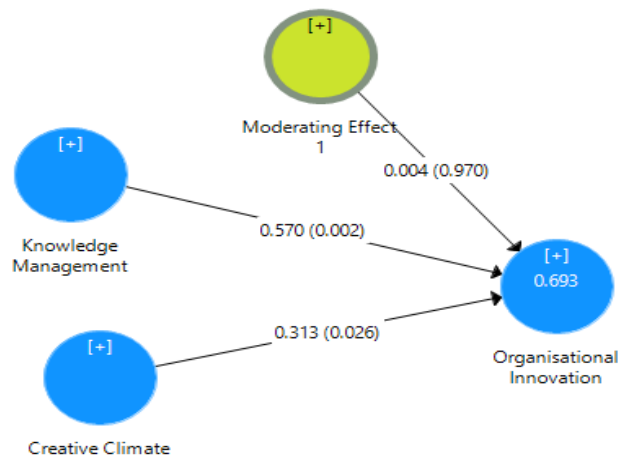 [+]
Moderating Effect
1
0.004 (0.970)
[+]
Knowledge
Management
0.570 (0.002)
[+]
0.693
Organisational
Innovation
0.313 (0.026)
[+]
Creative Climate